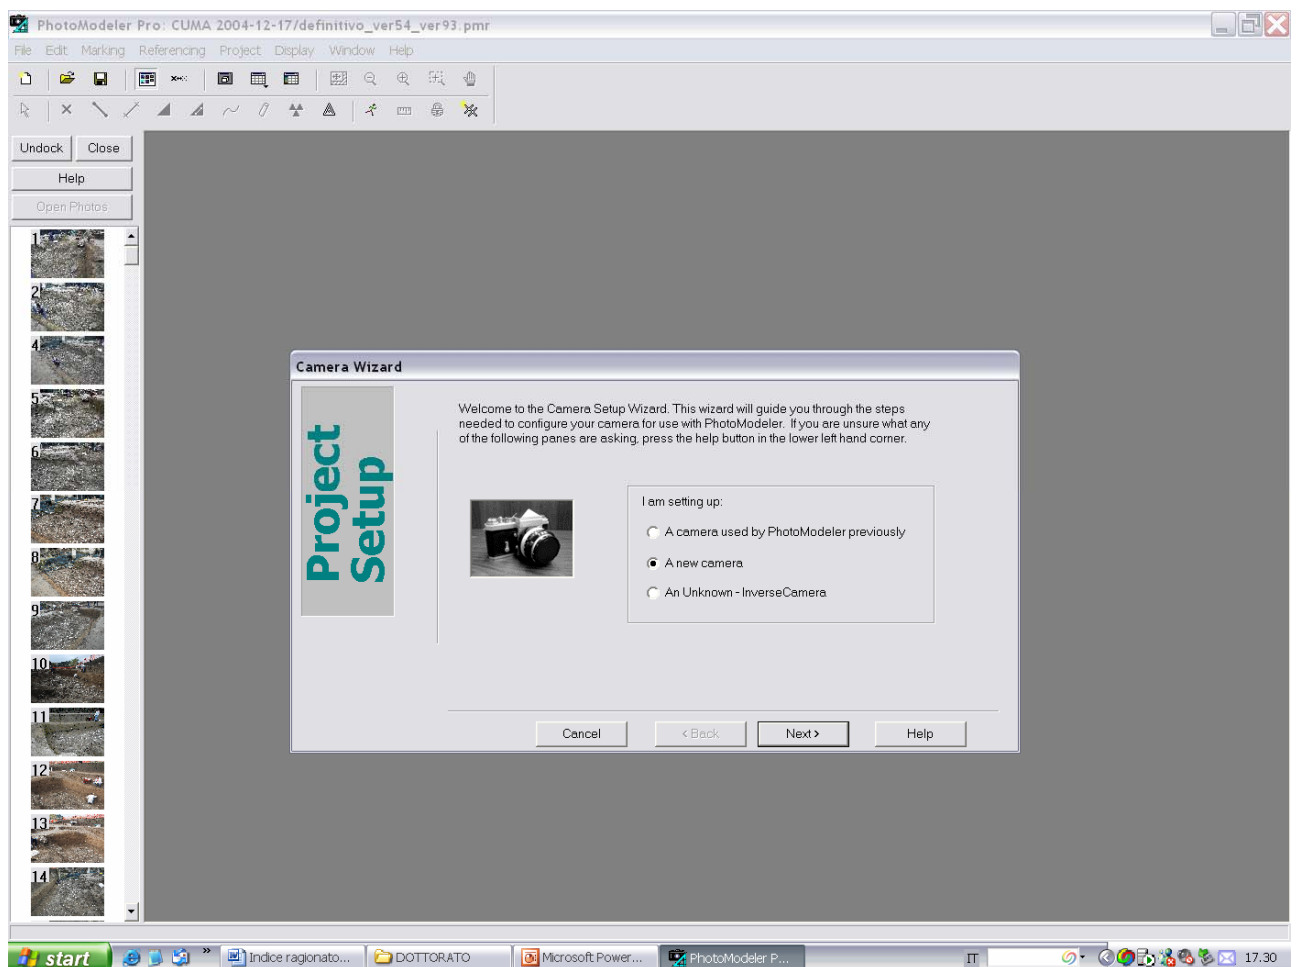 PhotoModeler Pro: CUMA 2004-12-17/definitivo_ver54_ver93.pmr
File Edit Marking Referencing Project Display Window Help
Undock Close
Help
Open Photos
1
2
4
5
6
7
8
9
10
11
12
13
14
Camera Wizard
Project
Setup
Welcome to the Camera Setup Wizard. This wizard will guide you through the steps
needed to configure your camera for use with PhotoModeler. If you are unsure what any
of the following panes are asking, press the help button in the lower left hand corner.
I am setting up:
A camera used by PhotoModeler previously
A new camera
An Unknown - InverseCamera
Cancel < Back Next > Help
start » Indice ragionato... DOTTORATO Microsoft Power... PhotoModeler P... IT 17.30